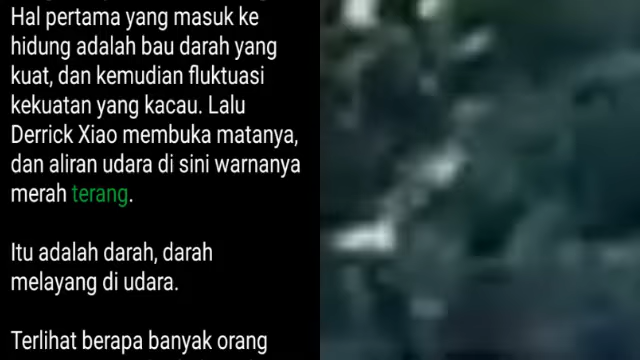 Hal pertama yang masuk ke
hidung adalah bau darah yang
kuat, dan kemudian fluktuasi
kekuatan yang kacau. Lalu
Derrick Xiao membuka matanya,
dan aliran udara di sini warnanya
merah terang.
Itu adalah darah, darah
melayang di udara.
Terlihat berapa banyak orang